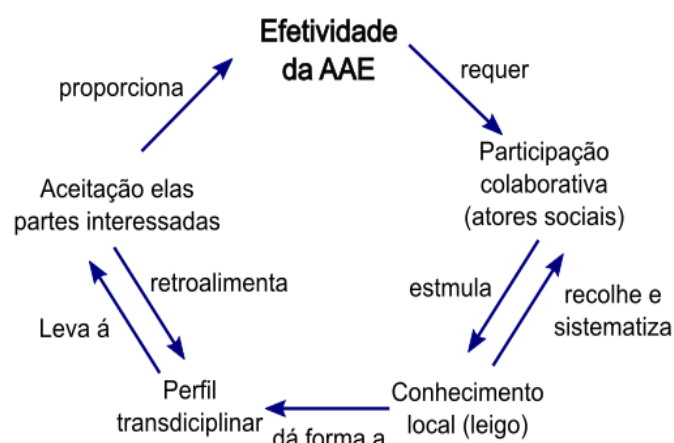 Efetividade
da AAE
proporciona
requer
Participação
colaborativa
(atores sociais)
Aceitação elas
partes interessadas
retroalimenta
estmula
recolhe e
sistematiza
Leva á
Perfil
transdiciplinar
dá forma a
Conhecimento
local (leigo)